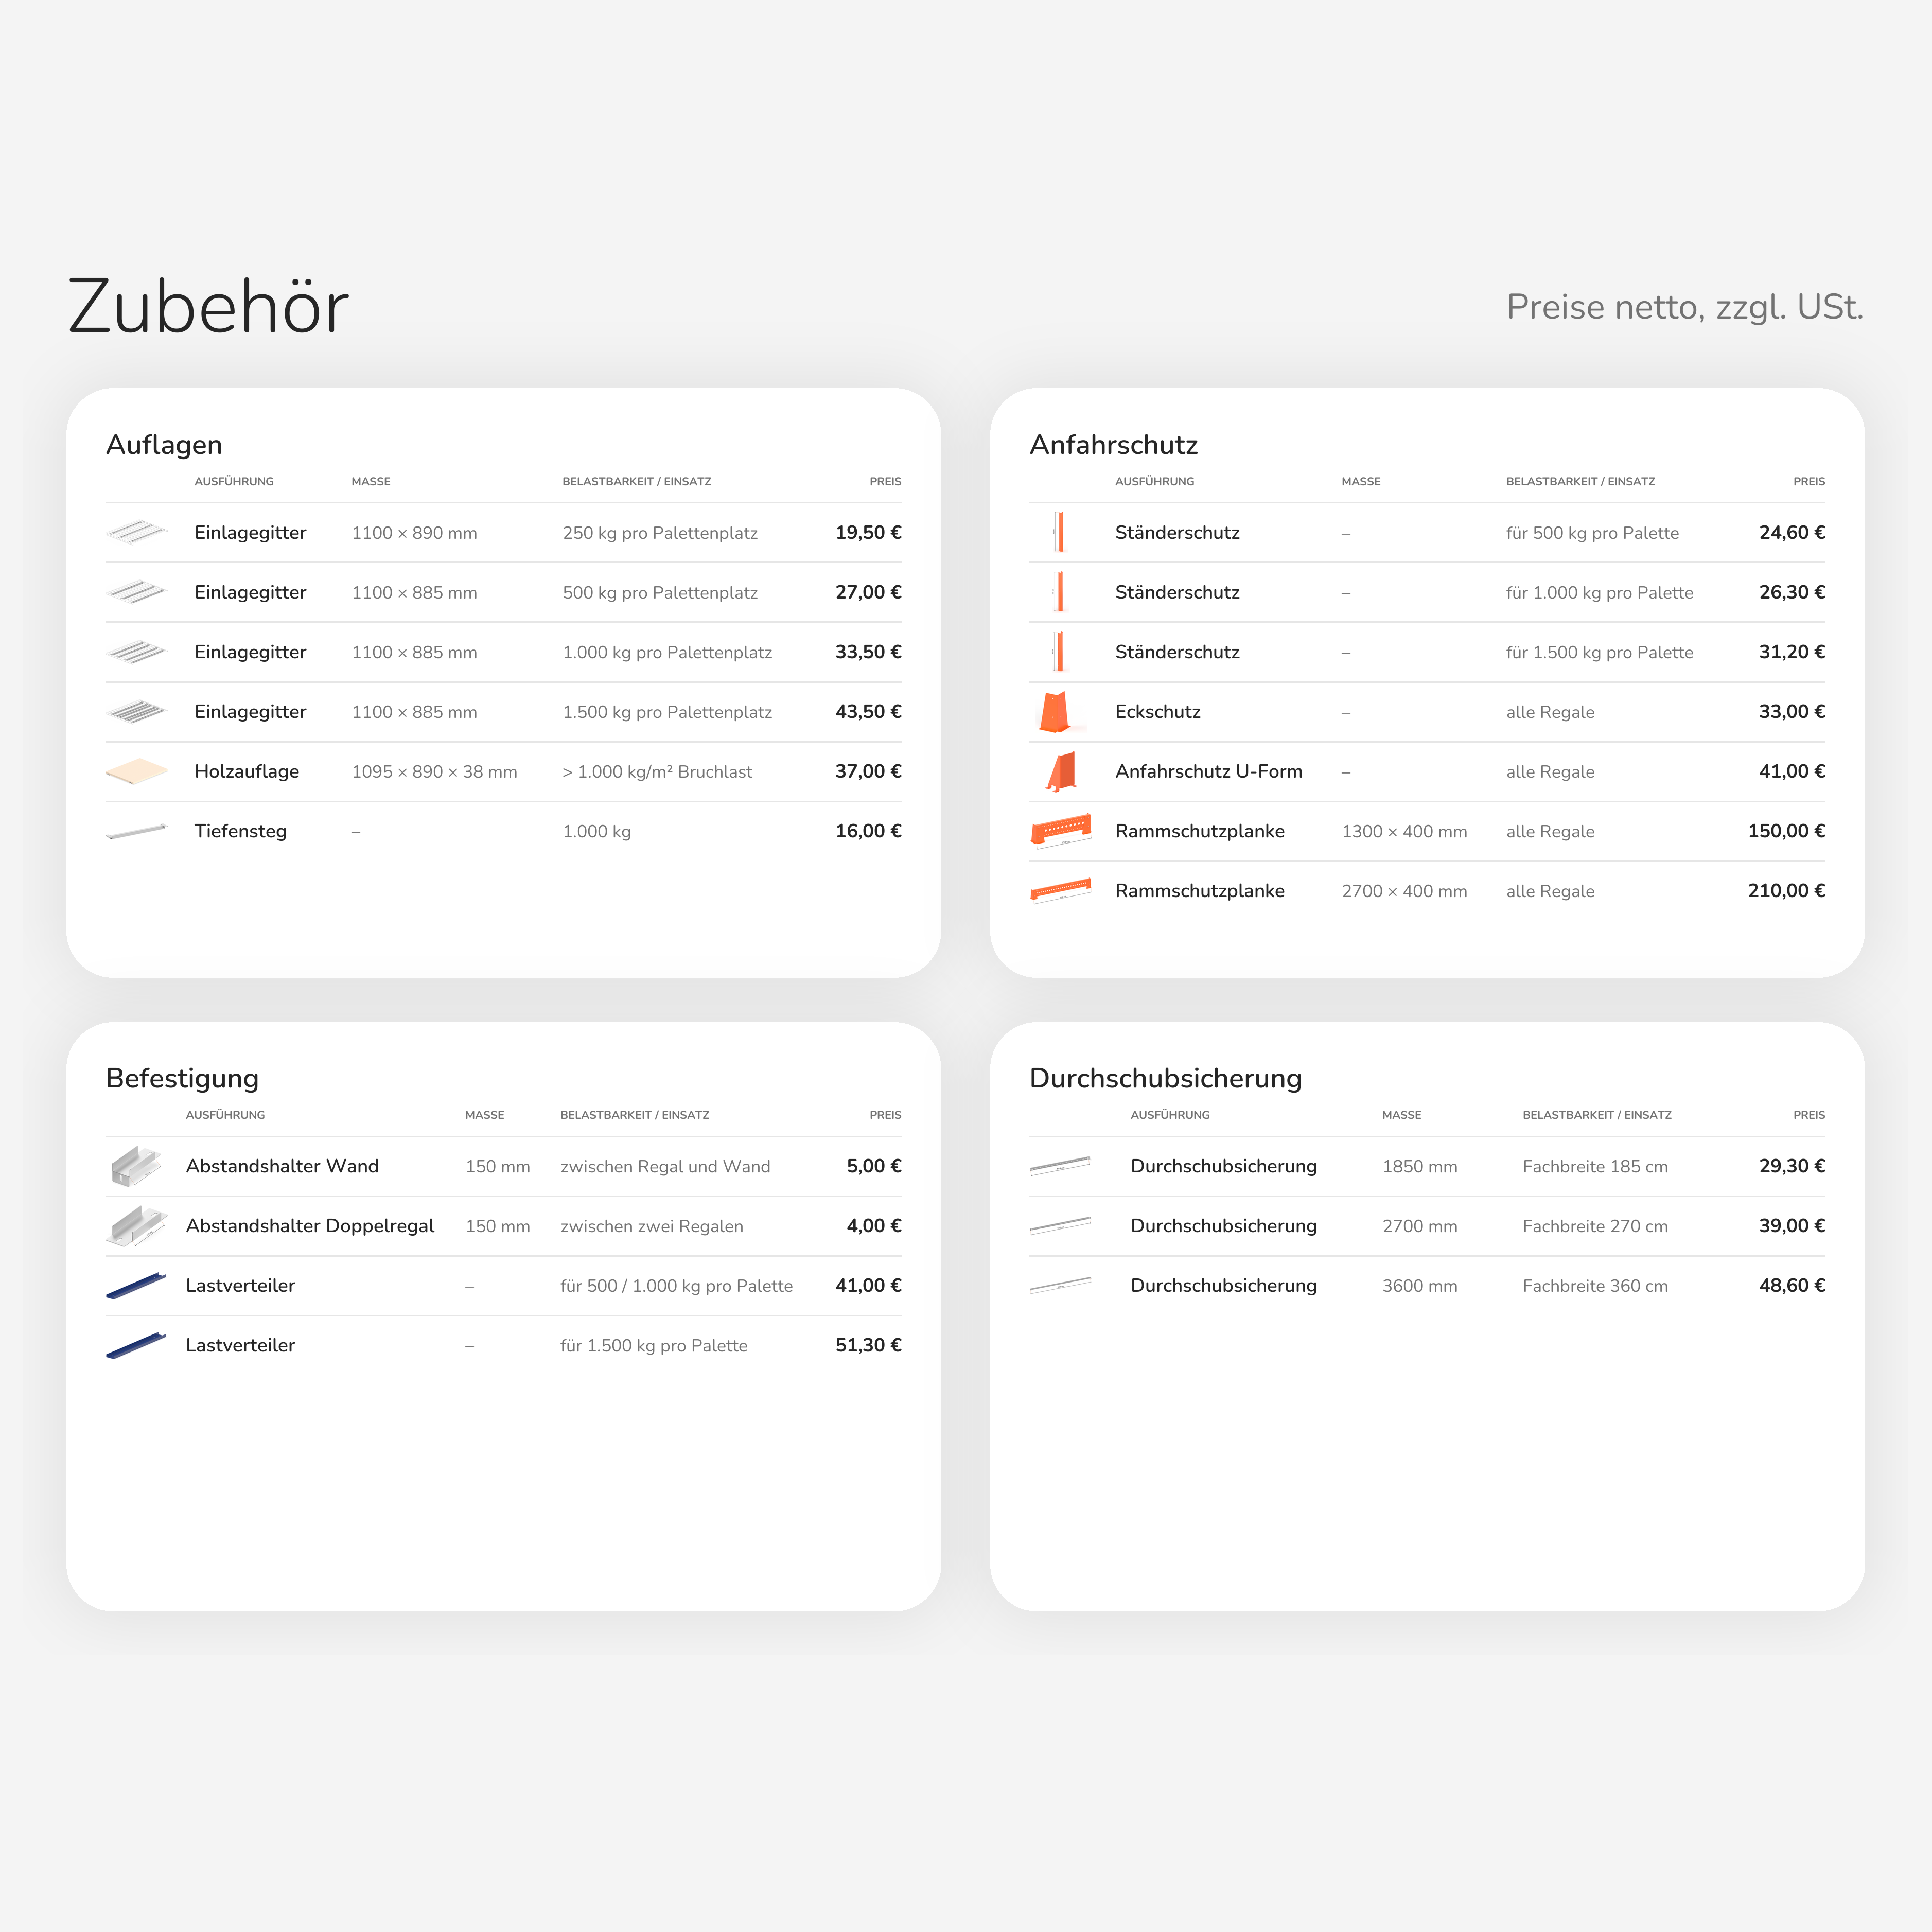 Zubehör
Preise netto, zzgl. USt.
Auflagen
AUSFÜHRUNG MASSE BELASTBARKEIT / EINSATZ PREIS
Einlagegitter 1100 × 890 mm 250 kg pro Palettenplatz 19,50 €
Einlagegitter 1100 × 885 mm 500 kg pro Palettenplatz 27,00 €
Einlagegitter 1100 × 885 mm 1.000 kg pro Palettenplatz 33,50 €
Einlagegitter 1100 × 885 mm 1.500 kg pro Palettenplatz 43,50 €
Holzauflage 1095 × 890 × 38 mm > 1.000 kg/m² Bruchlast 37,00 €
Tiefensteg – 1.000 kg 16,00 €
Anfahrschutz
AUSFÜHRUNG MASSE BELASTBARKEIT / EINSATZ PREIS
Ständerschutz – für 500 kg pro Palette 24,60 €
Ständerschutz – für 1.000 kg pro Palette 26,30 €
Ständerschutz – für 1.500 kg pro Palette 31,20 €
Eckschutz – alle Regale 33,00 €
Anfahrschutz U-Form – alle Regale 41,00 €
Rammschutzplanke 1300 × 400 mm alle Regale 150,00 €
Rammschutzplanke 2700 × 400 mm alle Regale 210,00 €
Befestigung
AUSFÜHRUNG MASSE BELASTBARKEIT / EINSATZ PREIS
Abstandshalter Wand 150 mm zwischen Regal und Wand 5,00 €
Abstandshalter Doppelregal 150 mm zwischen zwei Regalen 4,00 €
Lastverteiler – für 500 / 1.000 kg pro Palette 41,00 €
Lastverteiler – für 1.500 kg pro Palette 51,30 €
Durchschubsicherung
AUSFÜHRUNG MASSE BELASTBARKEIT / EINSATZ PREIS
Durchschubsicherung 1850 mm Fachbreite 185 cm 29,30 €
Durchschubsicherung 2700 mm Fachbreite 270 cm 39,00 €
Durchschubsicherung 3600 mm Fachbreite 360 cm 48,60 €